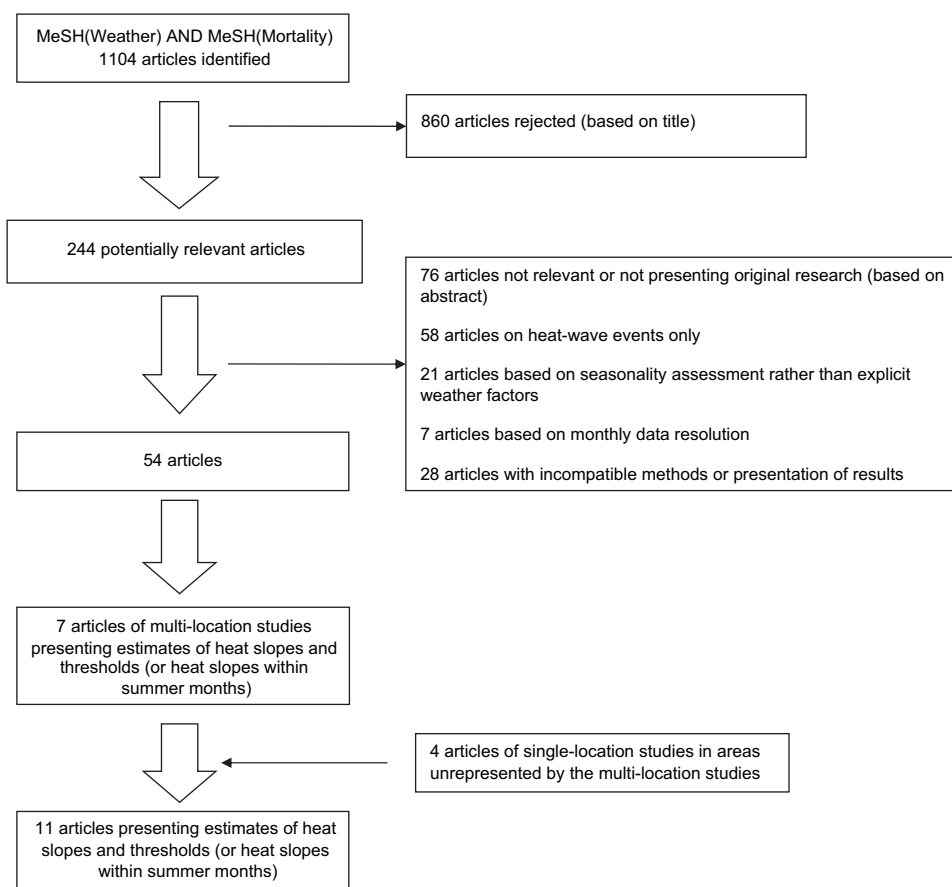 MeSH(Weather) AND MeSH(Mortality)
1104 articles identified
860 articles rejected (based on title)
244 potentially relevant articles
76 articles not relevant or not presenting original research (based on
abstract)
58 articles on heat-wave events only
21 articles based on seasonality assessment rather than explicit
weather factors
7 articles based on monthly data resolution
28 articles with incompatible methods or presentation of results
54 articles
7 articles of multi-location studies
presenting estimates of heat slopes and
thresholds (or heat slopes within
summer months)
4 articles of single-location studies in areas
unrepresented by the multi-location studies
11 articles presenting estimates of heat
slopes and thresholds (or heat slopes
within summer months)